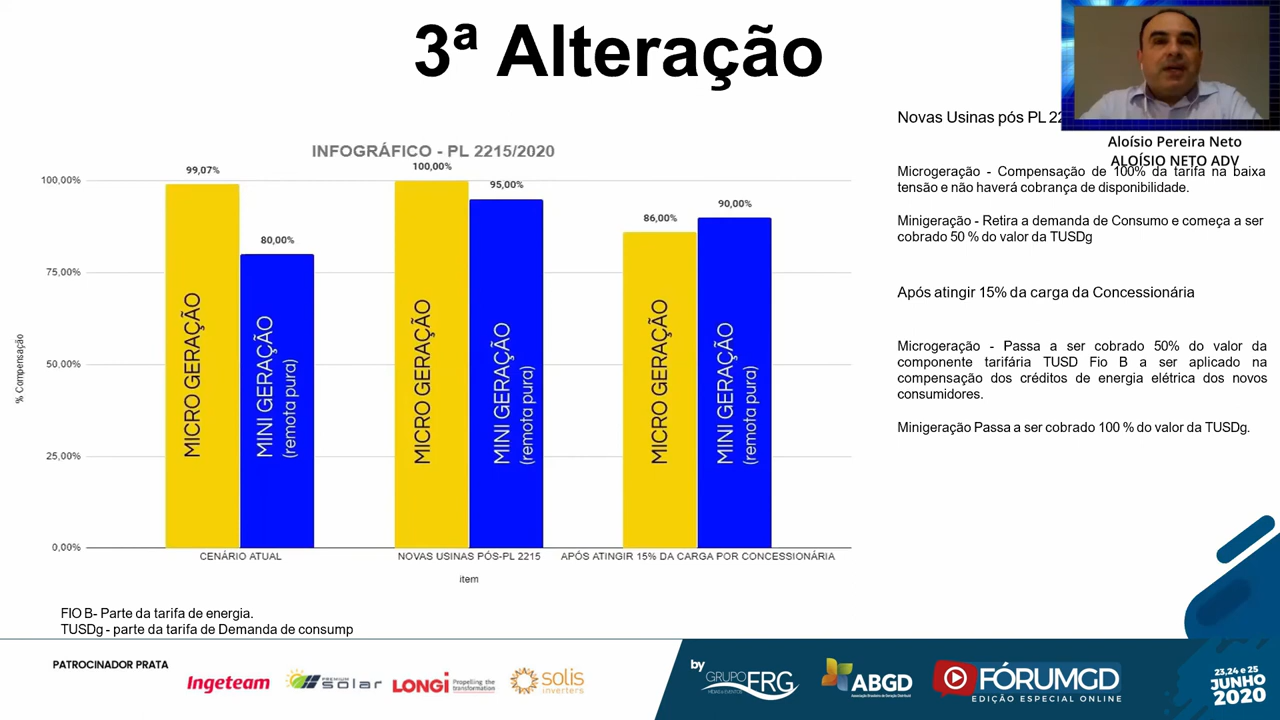 3ª Alteração
Novas Usinas pós PL 22
Aloísio Pereira Neto
ALOÍSIO NETO ADV
Microgeração - Compensação de 100% da tarifa na baixa
tensão e não haverá cobrança de disponibilidade.
Minigeração - Retira a demanda de Consumo e começa a ser
cobrado 50 % do valor da TUSDg
Após atingir 15% da carga da Concessionária
Microgeração - Passa a ser cobrado 50% do valor da
componente tarifária TUSD Fio B a ser aplicado na
compensação dos créditos de energia elétrica dos novos
consumidores.
Minigeração Passa a ser cobrado 100 % do valor da TUSDg.
INFOGRÁFICO - PL 2215/2020
% Compensação
100,00%
75,00%
50,00%
25,00%
0,00%
99,07%
80,00%
100,00%
95,00%
86,00%
90,00%
MICRO GERAÇÃO
MINI GERAÇÃO
(remota pura)
MICRO GERAÇÃO
MINI GERAÇÃO
(remota pura)
MICRO GERAÇÃO
MINI GERAÇÃO
(remota pura)
CENÁRIO ATUAL
NOVAS USINAS PÓS-PL 2215
APÓS ATINGIR 15% DA CARGA POR CONCESSIONÁRIA
item
FIO B- Parte da tarifa de energia.
TUSDg - parte da tarifa de Demanda de consump
PATROCINADOR PRATA
Ingeteam
PREMIUM
SOLAR
LONGi
Propelling the
transformation
solis
inverters
by
GRUPO
FRG
MÍDIAS & EVENTOS
ABGD
Associação Brasileira de Geração Distribuída
FÓRUMGD
EDIÇÃO ESPECIAL ONLINE
23, 24 e 25
JUNHO
2020